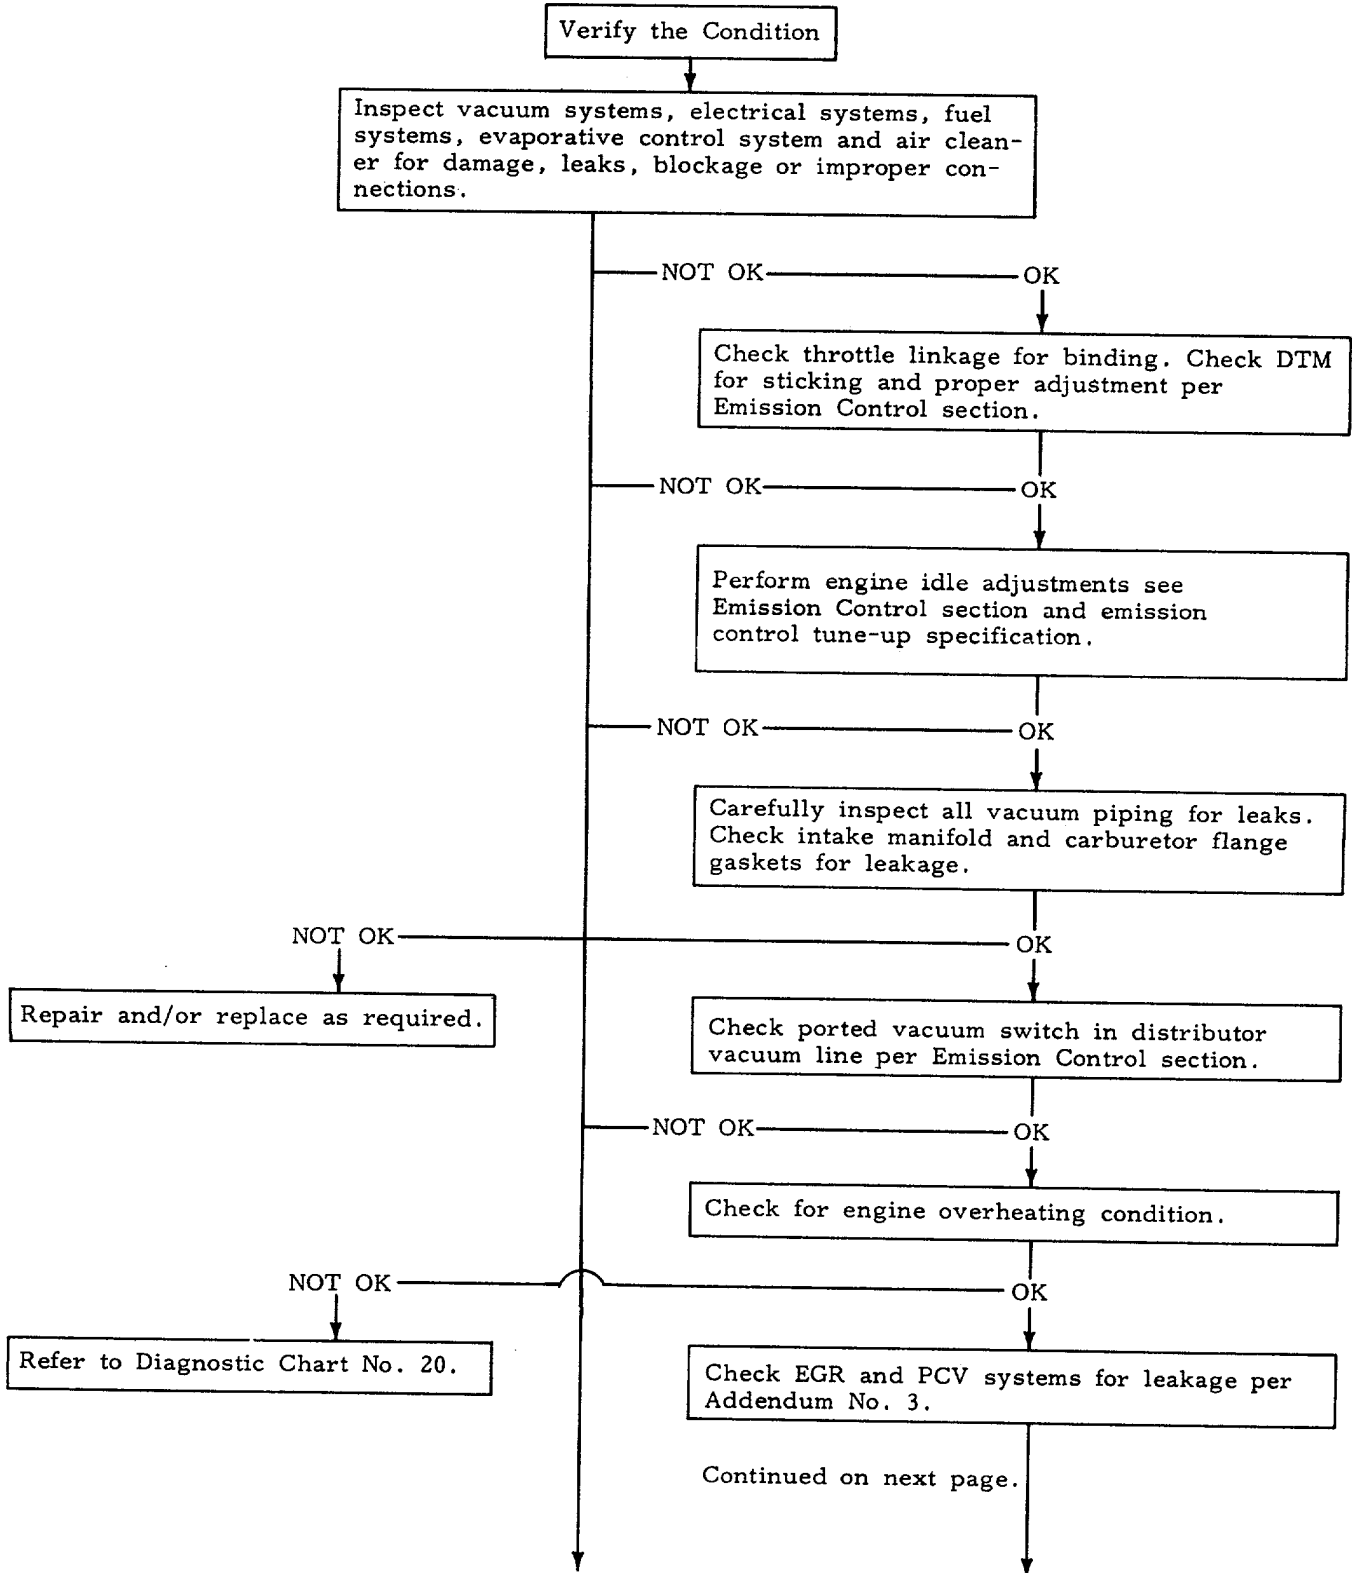 Verify the Condition
Inspect vacuum systems, electrical systems, fuel
systems, evaporative control system and air clean-
er for damage, leaks, blockage or improper con-
nections.
NOT OK
OK
Check throttle linkage for binding. Check DTM
for sticking and proper adjustment per
Emission Control section.
NOT OK
OK
Perform engine idle adjustments see
Emission Control section and emission
control tune-up specification.
NOT OK
OK
Carefully inspect all vacuum piping for leaks.
Check intake manifold and carburetor flange
gaskets for leakage.
NOT OK
OK
Repair and/or replace as required.
Check ported vacuum switch in distributor
vacuum line per Emission Control section.
NOT OK
OK
Check for engine overheating condition.
NOT OK
OK
Refer to Diagnostic Chart No. 20.
Check EGR and PCV systems for leakage per
Addendum No. 3.
Continued on next page.